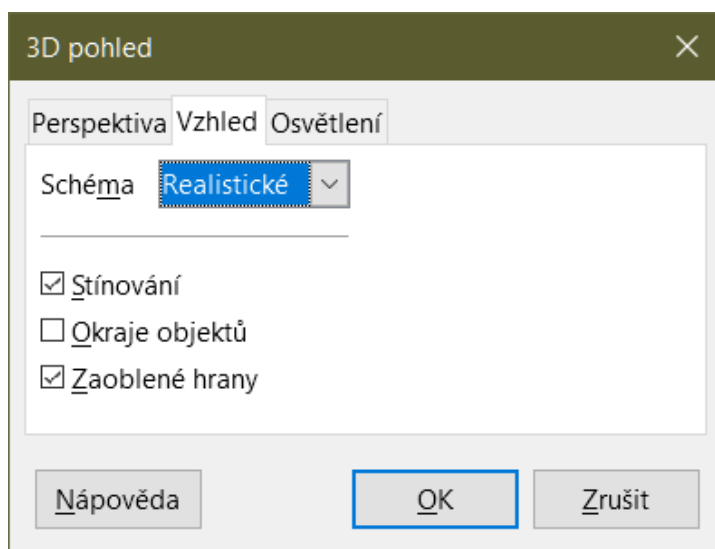 3D pohled
Perspektiva Vzhled Osvětlení
Schéma Realistické
Stínování
Okraje objektů
Zaoblené hrany
Nápověda OK Zrušit